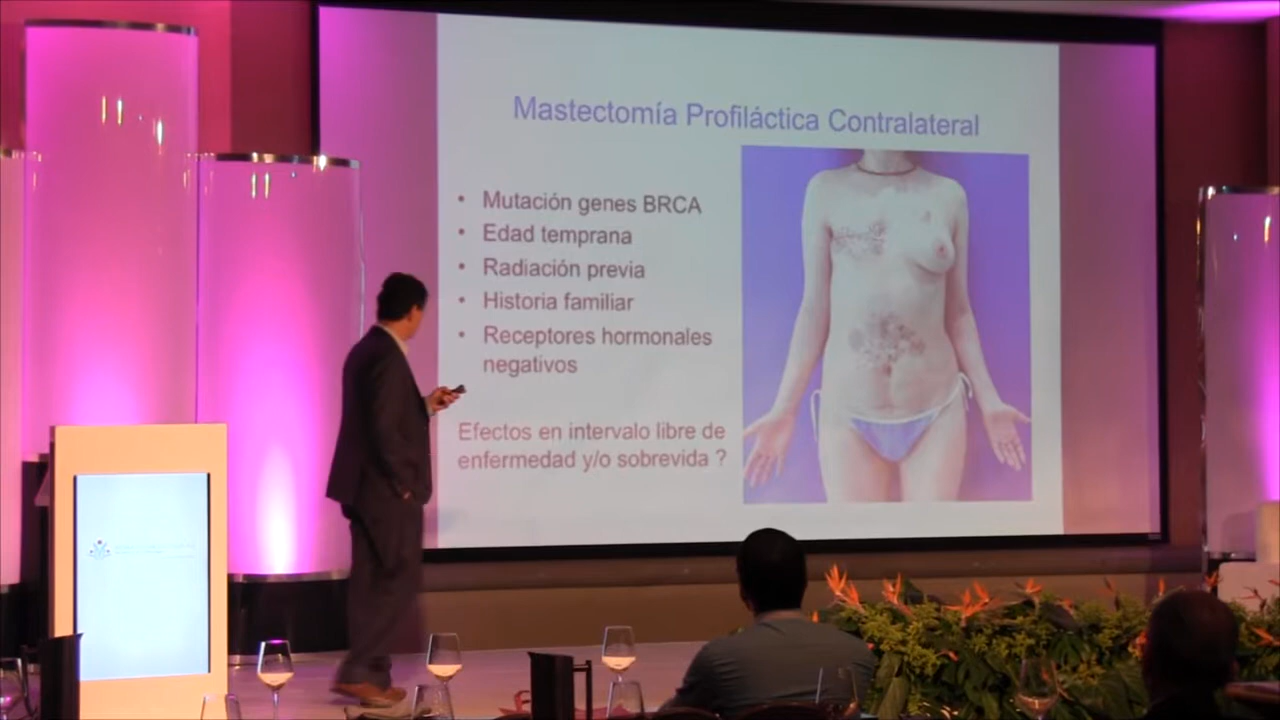 Mastectomía Profiláctica Contralateral
• Mutación genes BRCA
• Edad temprana
• Radiación previa
• Historia familiar
• Receptores hormonales
negativos
Efectos en intervalo libre de
enfermedad y/o sobrevida ?